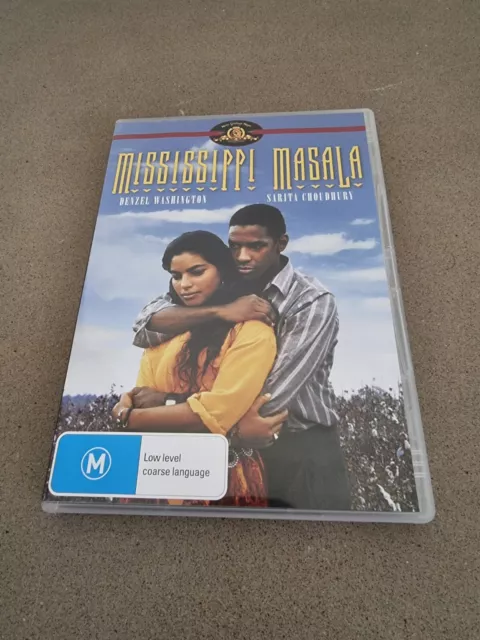 MISSISSIPPI MASALA
DENZEL WASHINGTON SARITA CHOUDHURY
M
Low level
coarse language